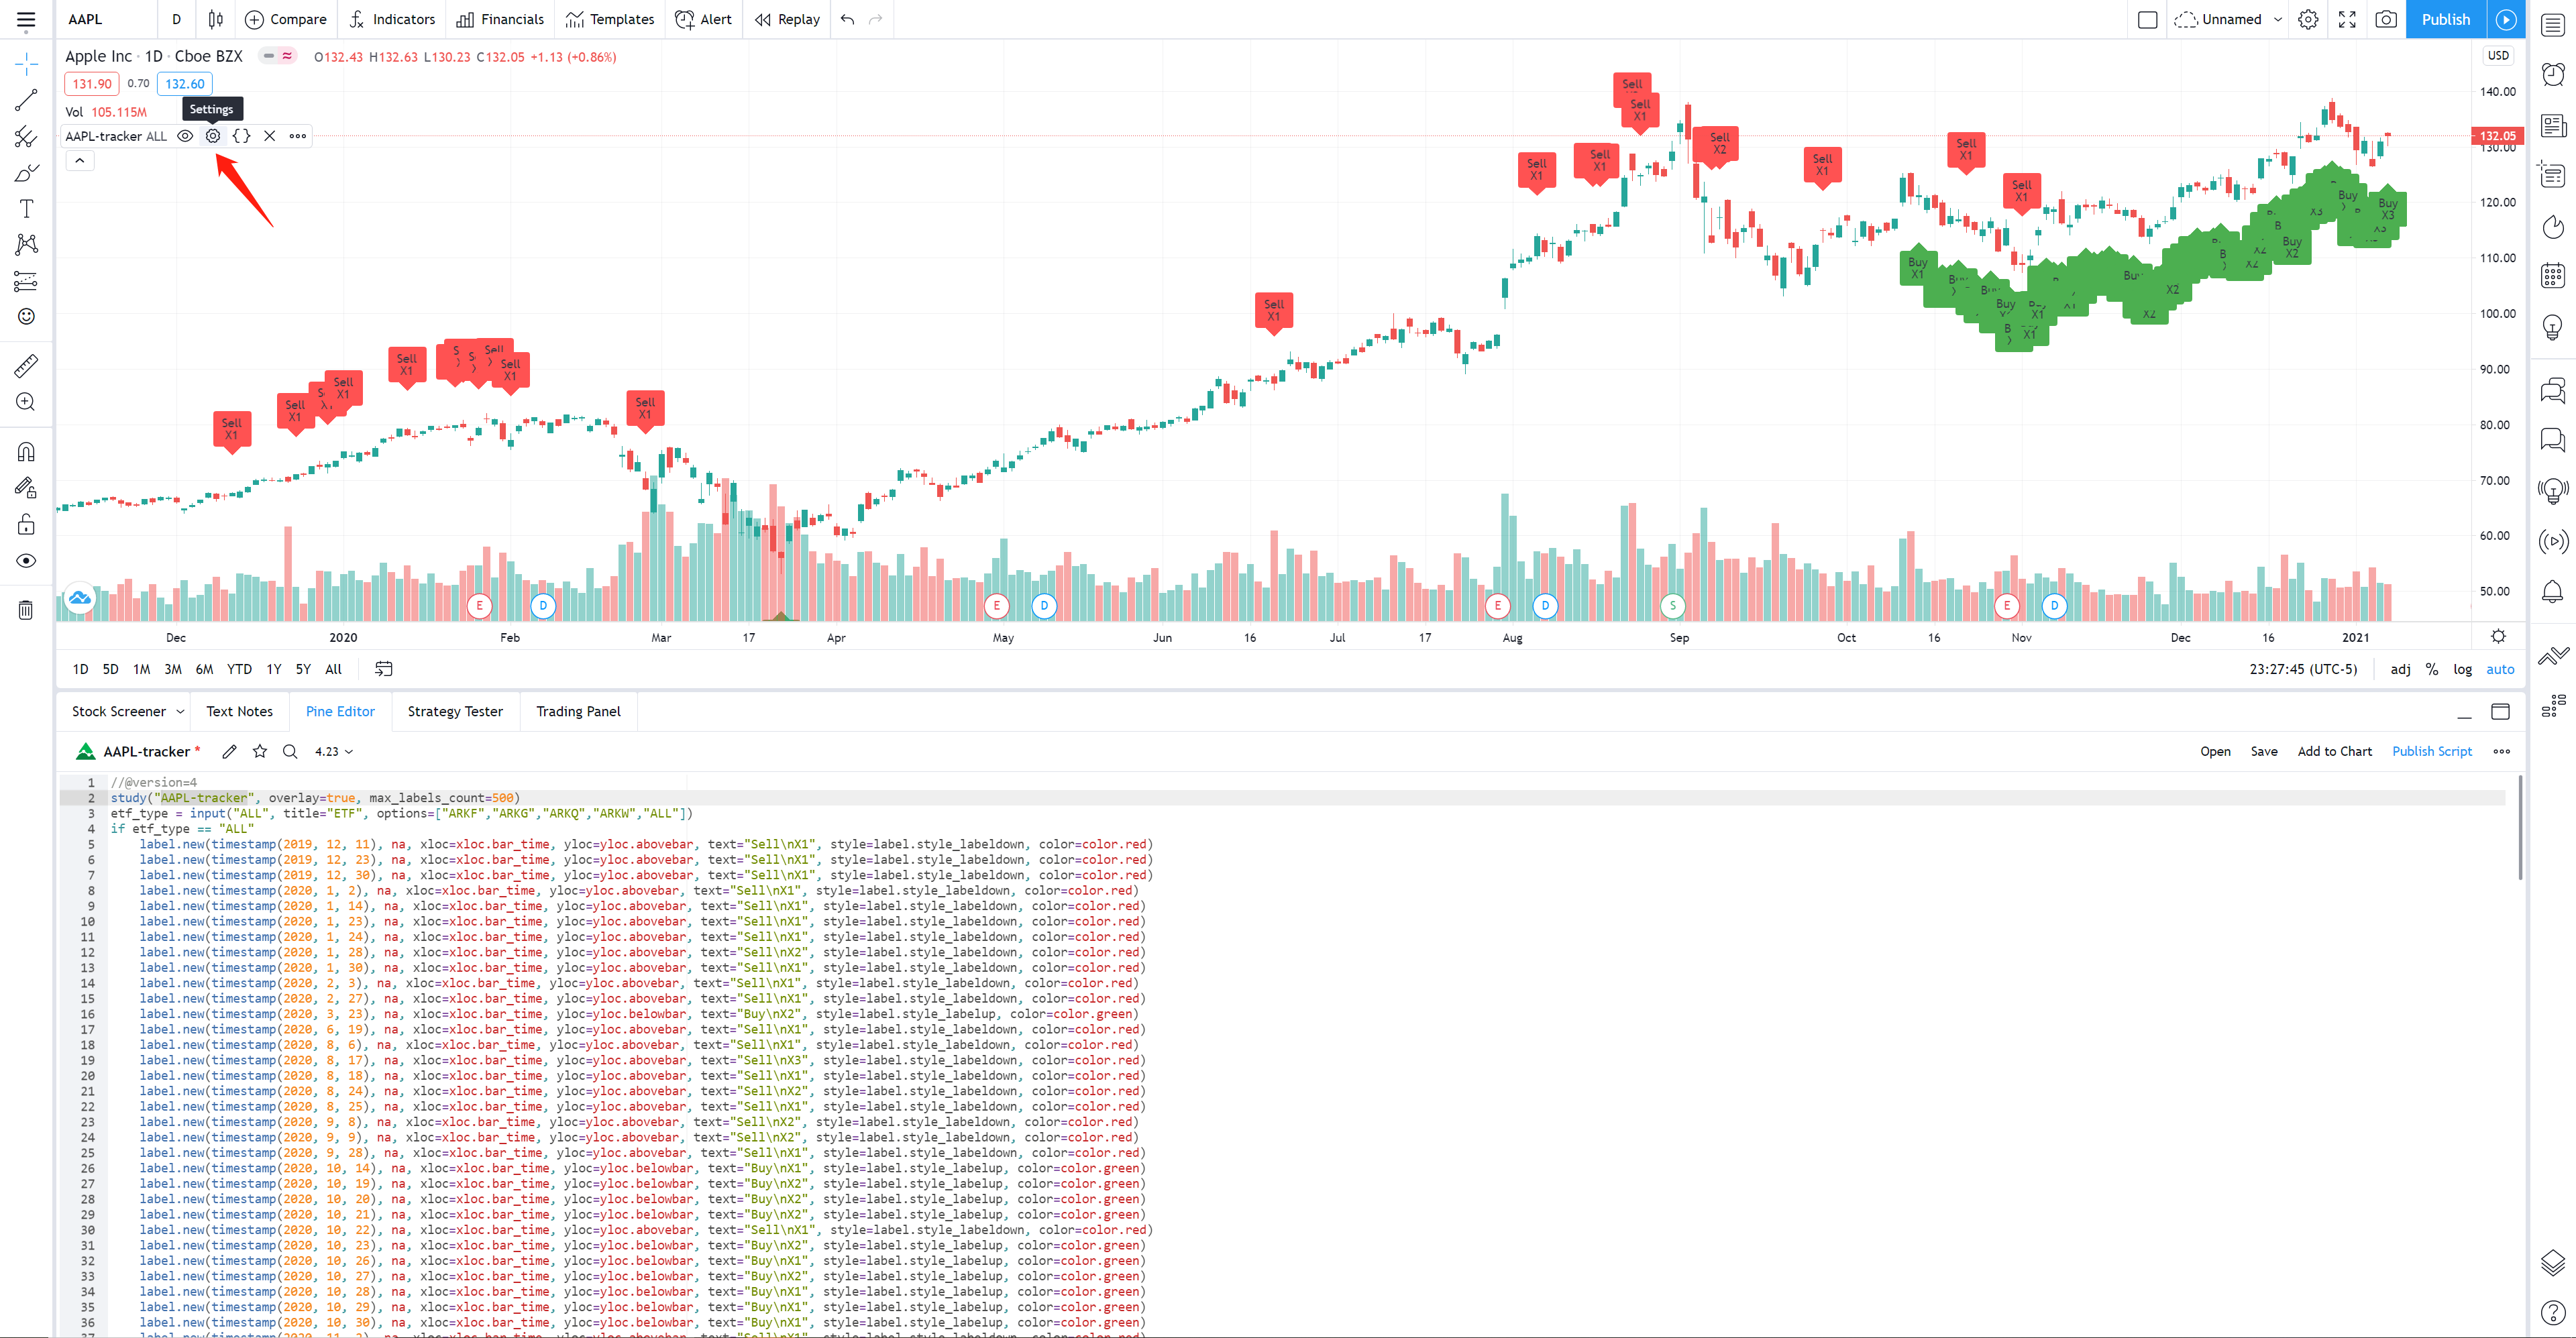 AAPL D Compare Indicators Financials Templates Alert Replay Unnamed Publish
Apple Inc · 1D · Cboe BZX O132.43 H132.63 L130.23 C132.05 +1.13 (+0.86%) USD
131.90 0.70 132.60
Settings
Vol 105.115M
AAPL-tracker ALL
140.00
132.05
130.00
120.00
110.00
100.00
90.00
80.00
70.00
60.00
50.00
Sell
X1
Sell
X1
Sell
X1
Sell
X1
Sell
X1
Sell
X1
Sell
X1
Sell
X1
Sell
X1
Sell
Sell
X1
Sell
X2
Sell
X1
Sell
X1
Sell
X1
Buy
X1
Buy
X1
X1
X2
X2
X2
X2
Buy
X2
X3
Buy
Buy
X3
X3
E D E D E D S E D
Dec 2020 Feb Mar 17 Apr May Jun 16 Jul 17 Aug Sep Oct 16 Nov Dec 16 2021
1D 5D 1M 3M 6M YTD 1Y 5Y All 23:27:45 (UTC-5) adj % log auto
Stock Screener Text Notes Pine Editor Strategy Tester Trading Panel
AAPL-tracker * 4.23 Open Save Add to Chart Publish Script
1 //@version=4
2 study("AAPL-tracker", overlay=true, max_labels_count=500)
3 etf_type = input("ALL", title="ETF", options=["ARKF","ARKG","ARKQ","ARKW","ALL"])
4 if etf_type == "ALL"
5 label.new(timestamp(2019, 12, 11), na, xloc=xloc.bar_time, yloc=yloc.abovebar, text="Sell\nX1", style=label.style_labeldown, color=color.red)
6 label.new(timestamp(2019, 12, 23), na, xloc=xloc.bar_time, yloc=yloc.abovebar, text="Sell\nX1", style=label.style_labeldown, color=color.red)
7 label.new(timestamp(2019, 12, 30), na, xloc=xloc.bar_time, yloc=yloc.abovebar, text="Sell\nX1", style=label.style_labeldown, color=color.red)
8 label.new(timestamp(2020, 1, 2), na, xloc=xloc.bar_time, yloc=yloc.abovebar, text="Sell\nX1", style=label.style_labeldown, color=color.red)
9 label.new(timestamp(2020, 1, 14), na, xloc=xloc.bar_time, yloc=yloc.abovebar, text="Sell\nX1", style=label.style_labeldown, color=color.red)
10 label.new(timestamp(2020, 1, 23), na, xloc=xloc.bar_time, yloc=yloc.abovebar, text="Sell\nX1", style=label.style_labeldown, color=color.red)
11 label.new(timestamp(2020, 1, 24), na, xloc=xloc.bar_time, yloc=yloc.abovebar, text="Sell\nX1", style=label.style_labeldown, color=color.red)
12 label.new(timestamp(2020, 1, 28), na, xloc=xloc.bar_time, yloc=yloc.abovebar, text="Sell\nX2", style=label.style_labeldown, color=color.red)
13 label.new(timestamp(2020, 1, 30), na, xloc=xloc.bar_time, yloc=yloc.abovebar, text="Sell\nX1", style=label.style_labeldown, color=color.red)
14 label.new(timestamp(2020, 2, 3), na, xloc=xloc.bar_time, yloc=yloc.abovebar, text="Sell\nX1", style=label.style_labeldown, color=color.red)
15 label.new(timestamp(2020, 2, 27), na, xloc=xloc.bar_time, yloc=yloc.abovebar, text="Sell\nX1", style=label.style_labeldown, color=color.red)
16 label.new(timestamp(2020, 3, 23), na, xloc=xloc.bar_time, yloc=yloc.belowbar, text="Buy\nX2", style=label.style_labelup, color=color.green)
17 label.new(timestamp(2020, 6, 19), na, xloc=xloc.bar_time, yloc=yloc.abovebar, text="Sell\nX1", style=label.style_labeldown, color=color.red)
18 label.new(timestamp(2020, 8, 6), na, xloc=xloc.bar_time, yloc=yloc.abovebar, text="Sell\nX1", style=label.style_labeldown, color=color.red)
19 label.new(timestamp(2020, 8, 17), na, xloc=xloc.bar_time, yloc=yloc.abovebar, text="Sell\nX3", style=label.style_labeldown, color=color.red)
20 label.new(timestamp(2020, 8, 18), na, xloc=xloc.bar_time, yloc=yloc.abovebar, text="Sell\nX1", style=label.style_labeldown, color=color.red)
21 label.new(timestamp(2020, 8, 24), na, xloc=xloc.bar_time, yloc=yloc.abovebar, text="Sell\nX2", style=label.style_labeldown, color=color.red)
22 label.new(timestamp(2020, 8, 25), na, xloc=xloc.bar_time, yloc=yloc.abovebar, text="Sell\nX1", style=label.style_labeldown, color=color.red)
23 label.new(timestamp(2020, 9, 8), na, xloc=xloc.bar_time, yloc=yloc.abovebar, text="Sell\nX2", style=label.style_labeldown, color=color.red)
24 label.new(timestamp(2020, 9, 9), na, xloc=xloc.bar_time, yloc=yloc.abovebar, text="Sell\nX2", style=label.style_labeldown, color=color.red)
25 label.new(timestamp(2020, 9, 28), na, xloc=xloc.bar_time, yloc=yloc.abovebar, text="Sell\nX1", style=label.style_labeldown, color=color.red)
26 label.new(timestamp(2020, 10, 14), na, xloc=xloc.bar_time, yloc=yloc.belowbar, text="Buy\nX1", style=label.style_labelup, color=color.green)
27 label.new(timestamp(2020, 10, 19), na, xloc=xloc.bar_time, yloc=yloc.belowbar, text="Buy\nX2", style=label.style_labelup, color=color.green)
28 label.new(timestamp(2020, 10, 20), na, xloc=xloc.bar_time, yloc=yloc.belowbar, text="Buy\nX2", style=label.style_labelup, color=color.green)
29 label.new(timestamp(2020, 10, 21), na, xloc=xloc.bar_time, yloc=yloc.belowbar, text="Buy\nX2", style=label.style_labelup, color=color.green)
30 label.new(timestamp(2020, 10, 22), na, xloc=xloc.bar_time, yloc=yloc.abovebar, text="Sell\nX1", style=label.style_labeldown, color=color.red)
31 label.new(timestamp(2020, 10, 23), na, xloc=xloc.bar_time, yloc=yloc.belowbar, text="Buy\nX2", style=label.style_labelup, color=color.green)
32 label.new(timestamp(2020, 10, 26), na, xloc=xloc.bar_time, yloc=yloc.belowbar, text="Buy\nX1", style=label.style_labelup, color=color.green)
33 label.new(timestamp(2020, 10, 27), na, xloc=xloc.bar_time, yloc=yloc.belowbar, text="Buy\nX2", style=label.style_labelup, color=color.green)
34 label.new(timestamp(2020, 10, 28), na, xloc=xloc.bar_time, yloc=yloc.belowbar, text="Buy\nX1", style=label.style_labelup, color=color.green)
35 label.new(timestamp(2020, 10, 29), na, xloc=xloc.bar_time, yloc=yloc.belowbar, text="Buy\nX1", style=label.style_labelup, color=color.green)
36 label.new(timestamp(2020, 10, 30), na, xloc=xloc.bar_time, yloc=yloc.belowbar, text="Buy\nX1", style=label.style_labelup, color=color.green)